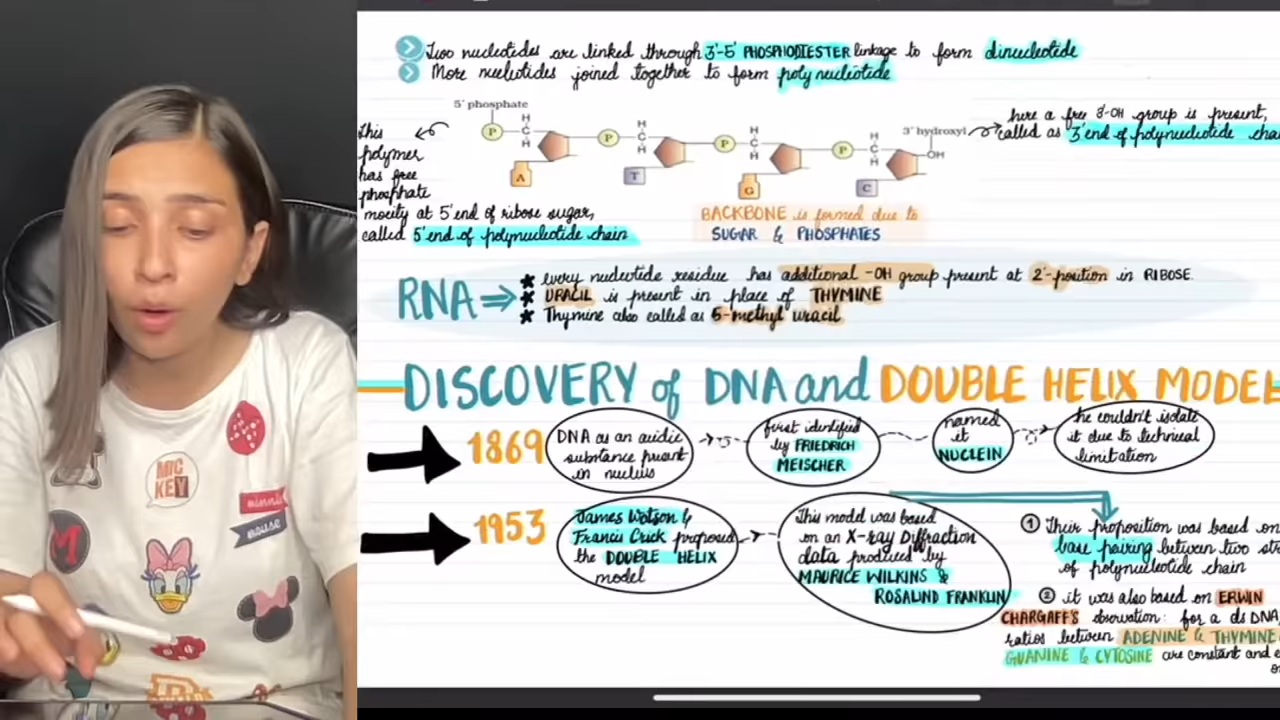 Two nucleotides are linked through 3'-5' PHOSPHODIESTER linkage to form dinucleotide
More nucleotides joined together to form polynucleotide
5' phosphate
This
polymer
has free
phosphate
moeity at 5'end of ribose sugar,
called 5'end of polynucleotide chain
P H C H A
P H C H T
P H C H G
P H C H C
3' hydroxyl
OH
here a free 3'-OH group is present,
called as 3'end of polynucleotide chai
BACKBONE is formed due to
SUGAR & PHOSPHATES
RNA
every nucleotide residue has additional -OH group present at 2'-position in RIBOSE
URACIL is present in place of THYMINE
Thymine also called as 5-methyl uracil
DISCOVERY of DNA and DOUBLE HELIX MODEL
1869
DNA as an acidic
substance present
in nucleus
first identified
by FRIEDRICH
MEISCHER
named
it
NUCLEIN
he couldn't isolate
it due to technical
limitation
1953
James Watson &
Francis Crick proposed
the DOUBLE HELIX
model
This model was based
on an X-ray Diffraction
data produced by
MAURICE WILKINS &
ROSALIND FRANKLIN
1 Their proposition was based on
base pairing between two str
of polynucleotide chain
2 it was also based on ERWIN
CHARGAFF'S observation: for a ds DNA,
ratios between ADENINE & THYMINE
GUANINE & CYTOSINE are constant and e
on
MIC
KEY
minnie
mouse
M